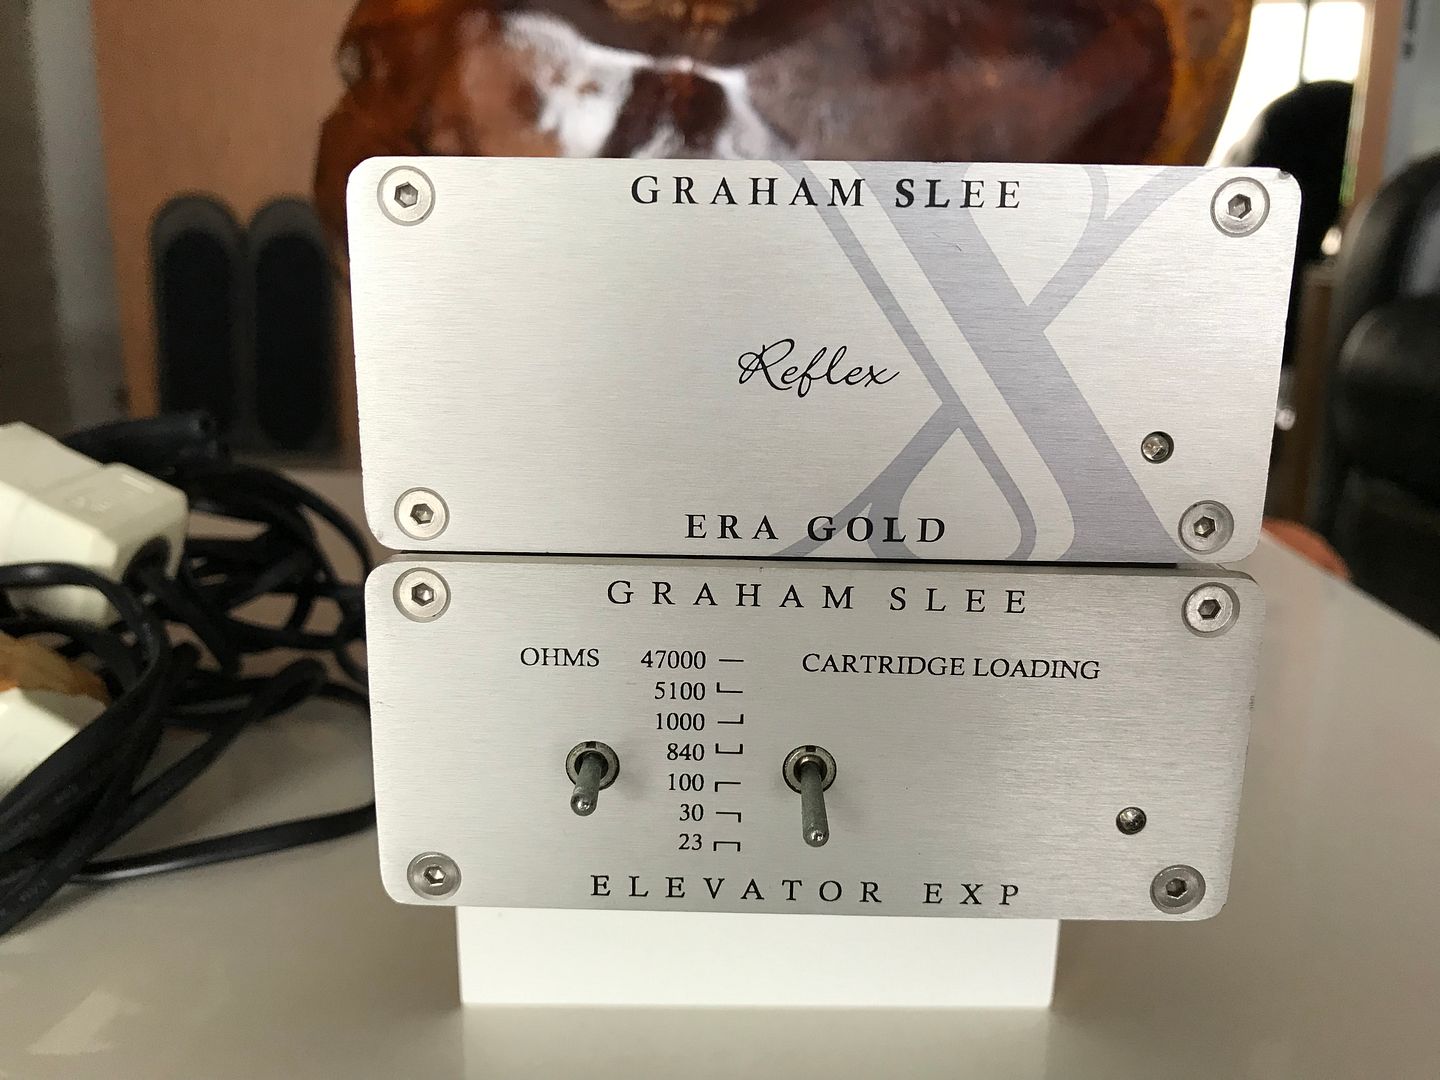 GRAHAM SLEE
Reflex
ERA GOLD
GRAHAM SLEE
OHMS 47000 CARTRIDGE LOADING
5100
1000
840
100
30
23
ELEVATOR EXP